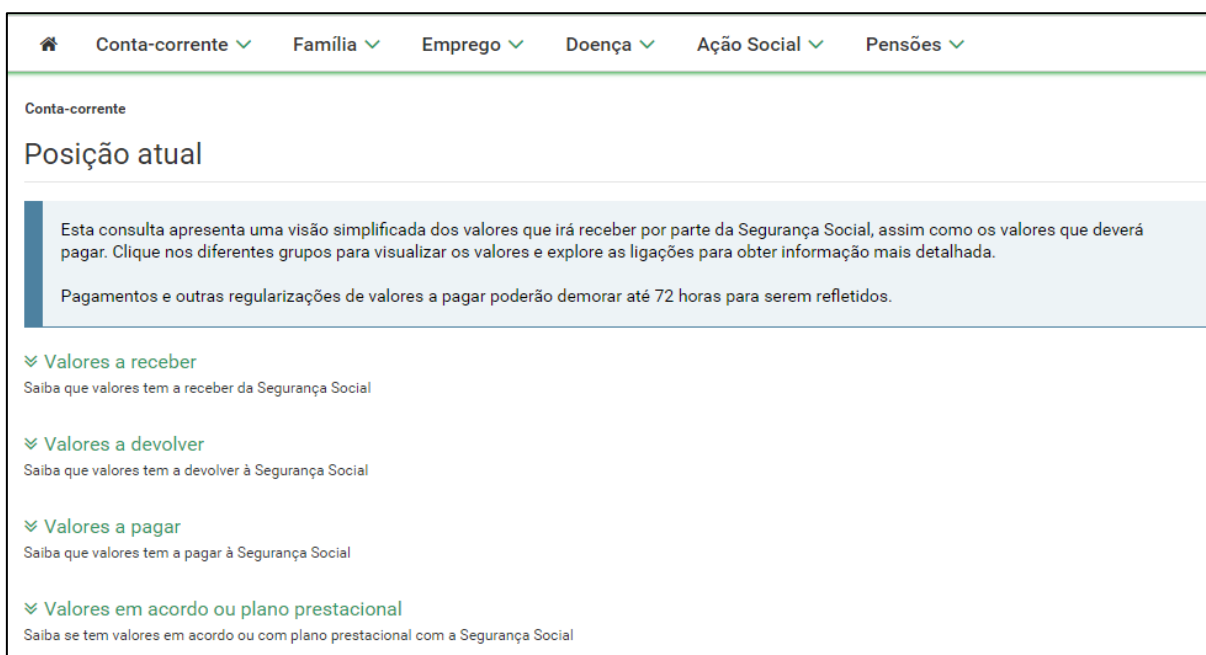 Conta-corrente Família Emprego Doença Ação Social Pensões
Conta-corrente
Posição atual
Esta consulta apresenta uma visão simplificada dos valores que irá receber por parte da Segurança Social, assim como os valores que deverá
pagar. Clique nos diferentes grupos para visualizar os valores e explore as ligações para obter informação mais detalhada.
Pagamentos e outras regularizações de valores a pagar poderão demorar até 72 horas para serem refletidos.
Valores a receber
Saiba que valores tem a receber da Segurança Social
Valores a devolver
Saiba que valores tem a devolver à Segurança Social
Valores a pagar
Saiba que valores tem a pagar à Segurança Social
Valores em acordo ou plano prestacional
Saiba se tem valores em acordo ou com plano prestacional com a Segurança Social